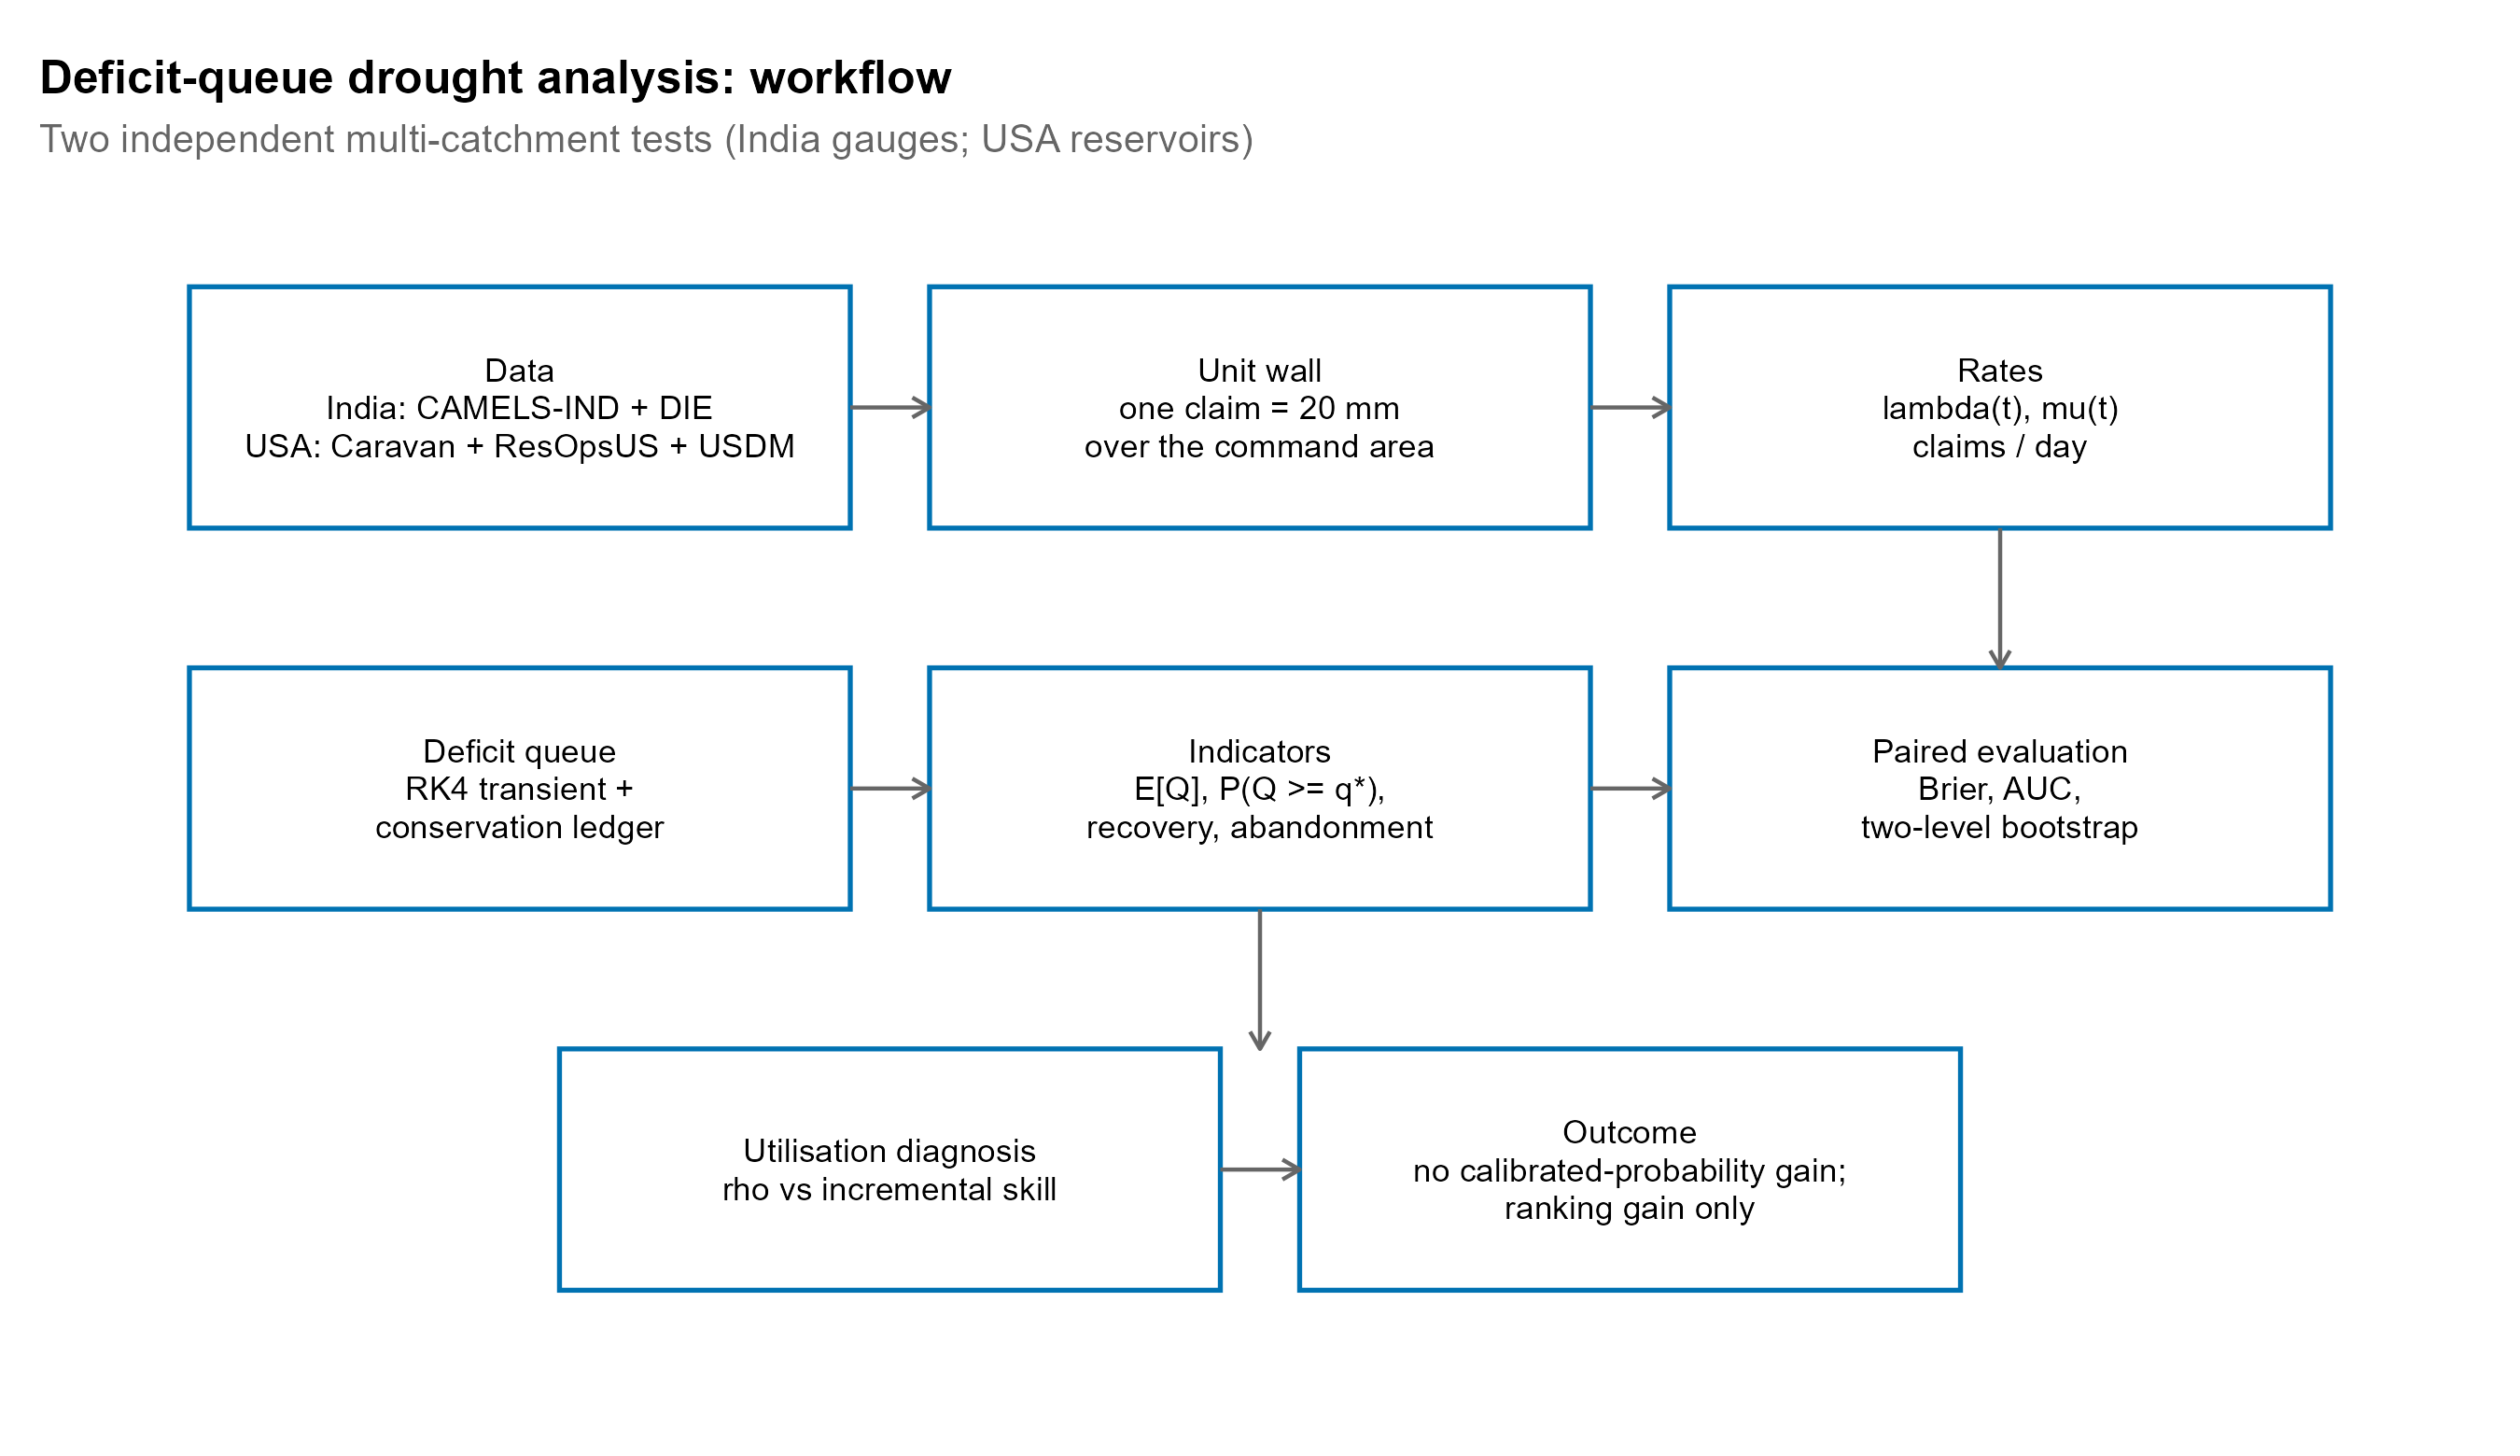 Deficit-queue drought analysis: workflow
Two independent multi-catchment tests (India gauges; USA reservoirs)
Data
India: CAMELS-IND + DIE
USA: Caravan + ResOpsUS + USDM
Unit wall
one claim = 20 mm
over the command area
Rates
lambda(t), mu(t)
claims / day
Deficit queue
RK4 transient +
conservation ledger
Indicators
E[Q], P(Q >= q*),
recovery, abandonment
Paired evaluation
Brier, AUC,
two-level bootstrap
Utilisation diagnosis
rho vs incremental skill
Outcome
no calibrated-probability gain;
ranking gain only